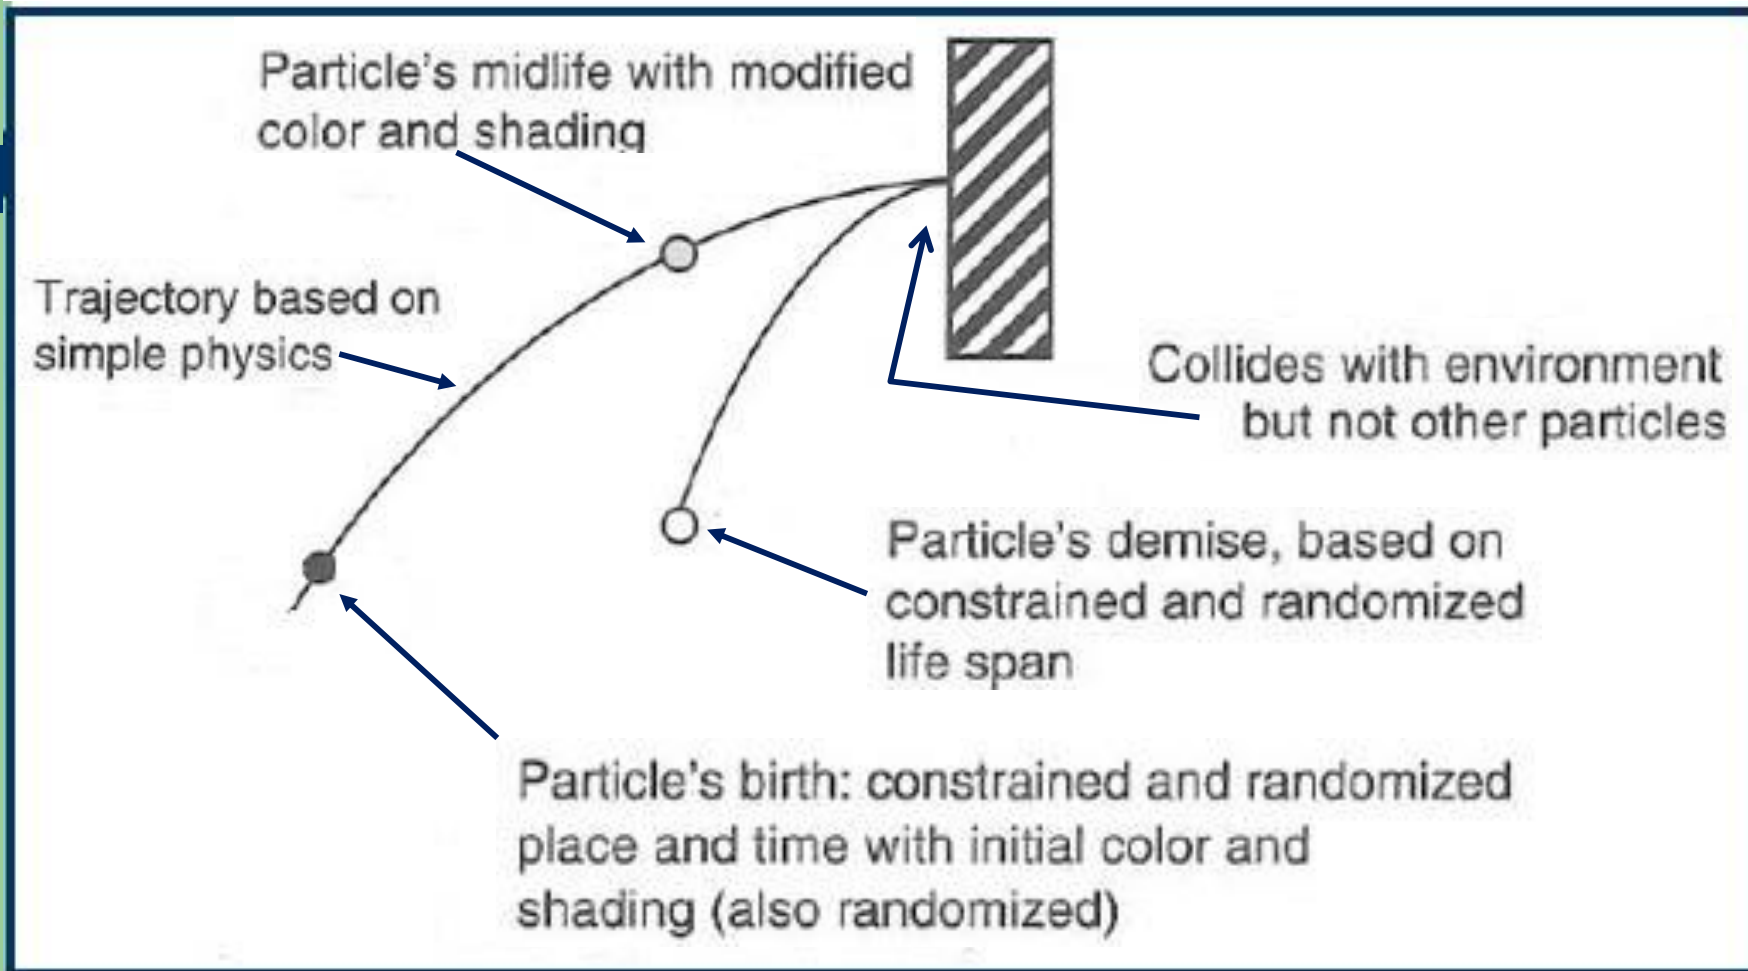 Particle's midlife with modified
color and shading
Trajectory based on
simple physics
Collides with environment
but not other particles
Particle's demise, based on
constrained and randomized
life span
Particle's birth: constrained and randomized
place and time with initial color and
shading (also randomized)